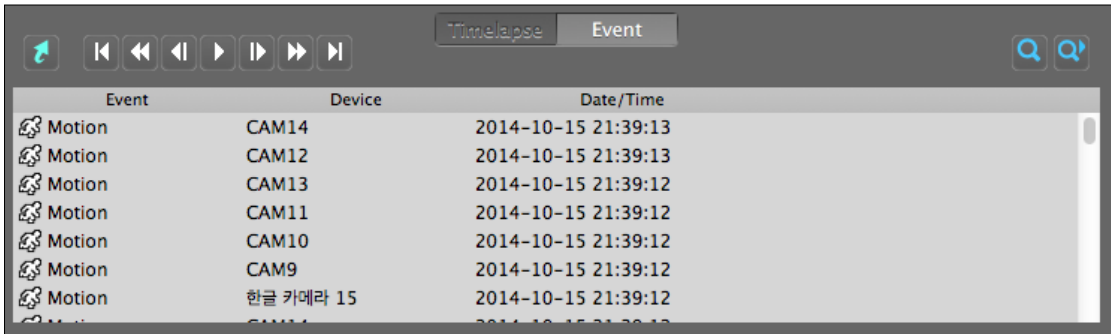 Timelapse Event
Event Device Date/Time
Motion CAM14 2014-10-15 21:39:13
Motion CAM12 2014-10-15 21:39:13
Motion CAM13 2014-10-15 21:39:12
Motion CAM11 2014-10-15 21:39:12
Motion CAM10 2014-10-15 21:39:12
Motion CAM9 2014-10-15 21:39:12
Motion 한글 카메라 15 2014-10-15 21:39:12